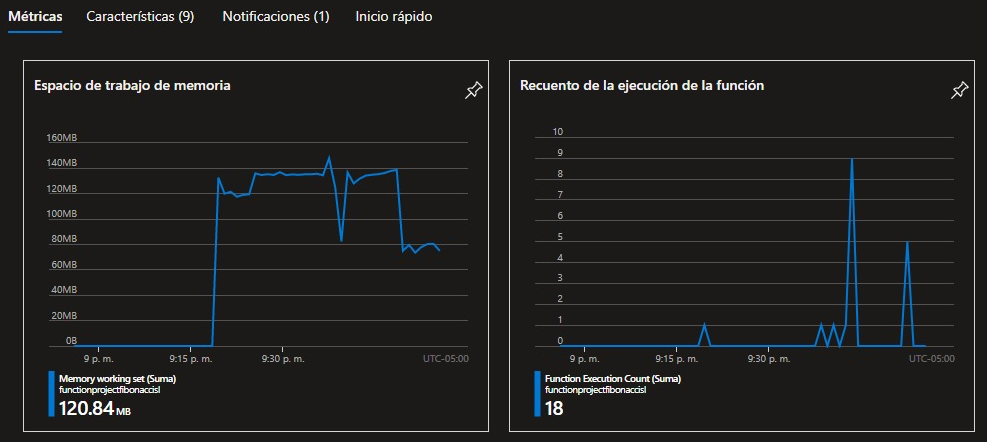 Métricas
Características (9)
Notificaciones (1)
Inicio rápido
Espacio de trabajo de memoria
160MB
140MB
120MB
100MB
80MB
60MB
40MB
20MB
0B
9 p. m.
9:15 p. m.
9:30 p. m.
UTC-05:00
Memory working set (Suma)
functionprojectfibonaccisl
120.84 MB
Recuento de la ejecución de la función
10
9
8
7
6
5
4
3
2
1
0
9 p. m.
9:15 p. m.
9:30 p. m.
UTC-05:00
Function Execution Count (Suma)
functionprojectfibonaccisl
18